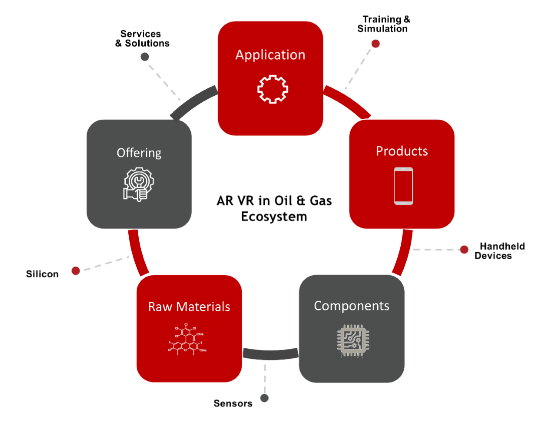 Training &
Simulation
Services
& Solutions
Application
Offering
Products
AR VR in Oil & Gas
Ecosystem
Handheld
Devices
Silicon
Raw Materials
Components
Sensors